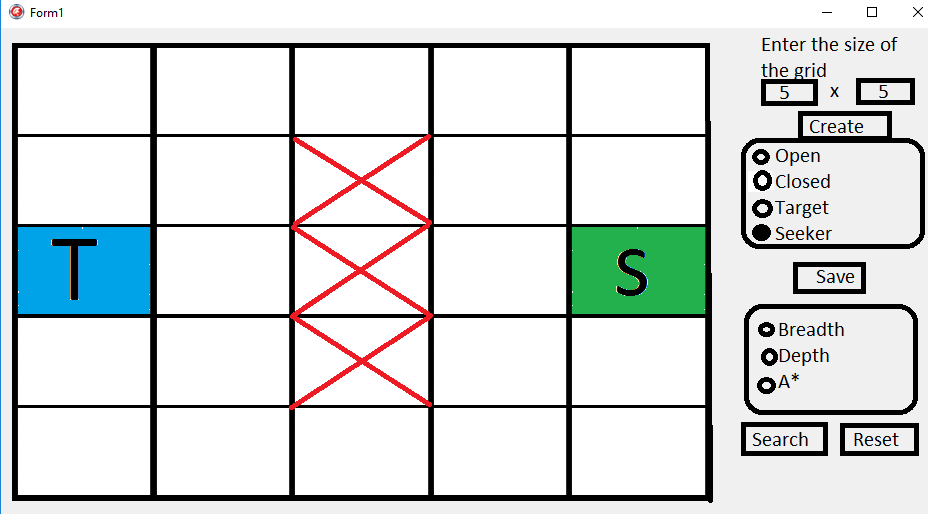 Form1
Enter the size of
the grid
5 x 5
Create
Open
Closed
Target
Seeker
T
S
Save
Breadth
Depth
A*
Search Reset